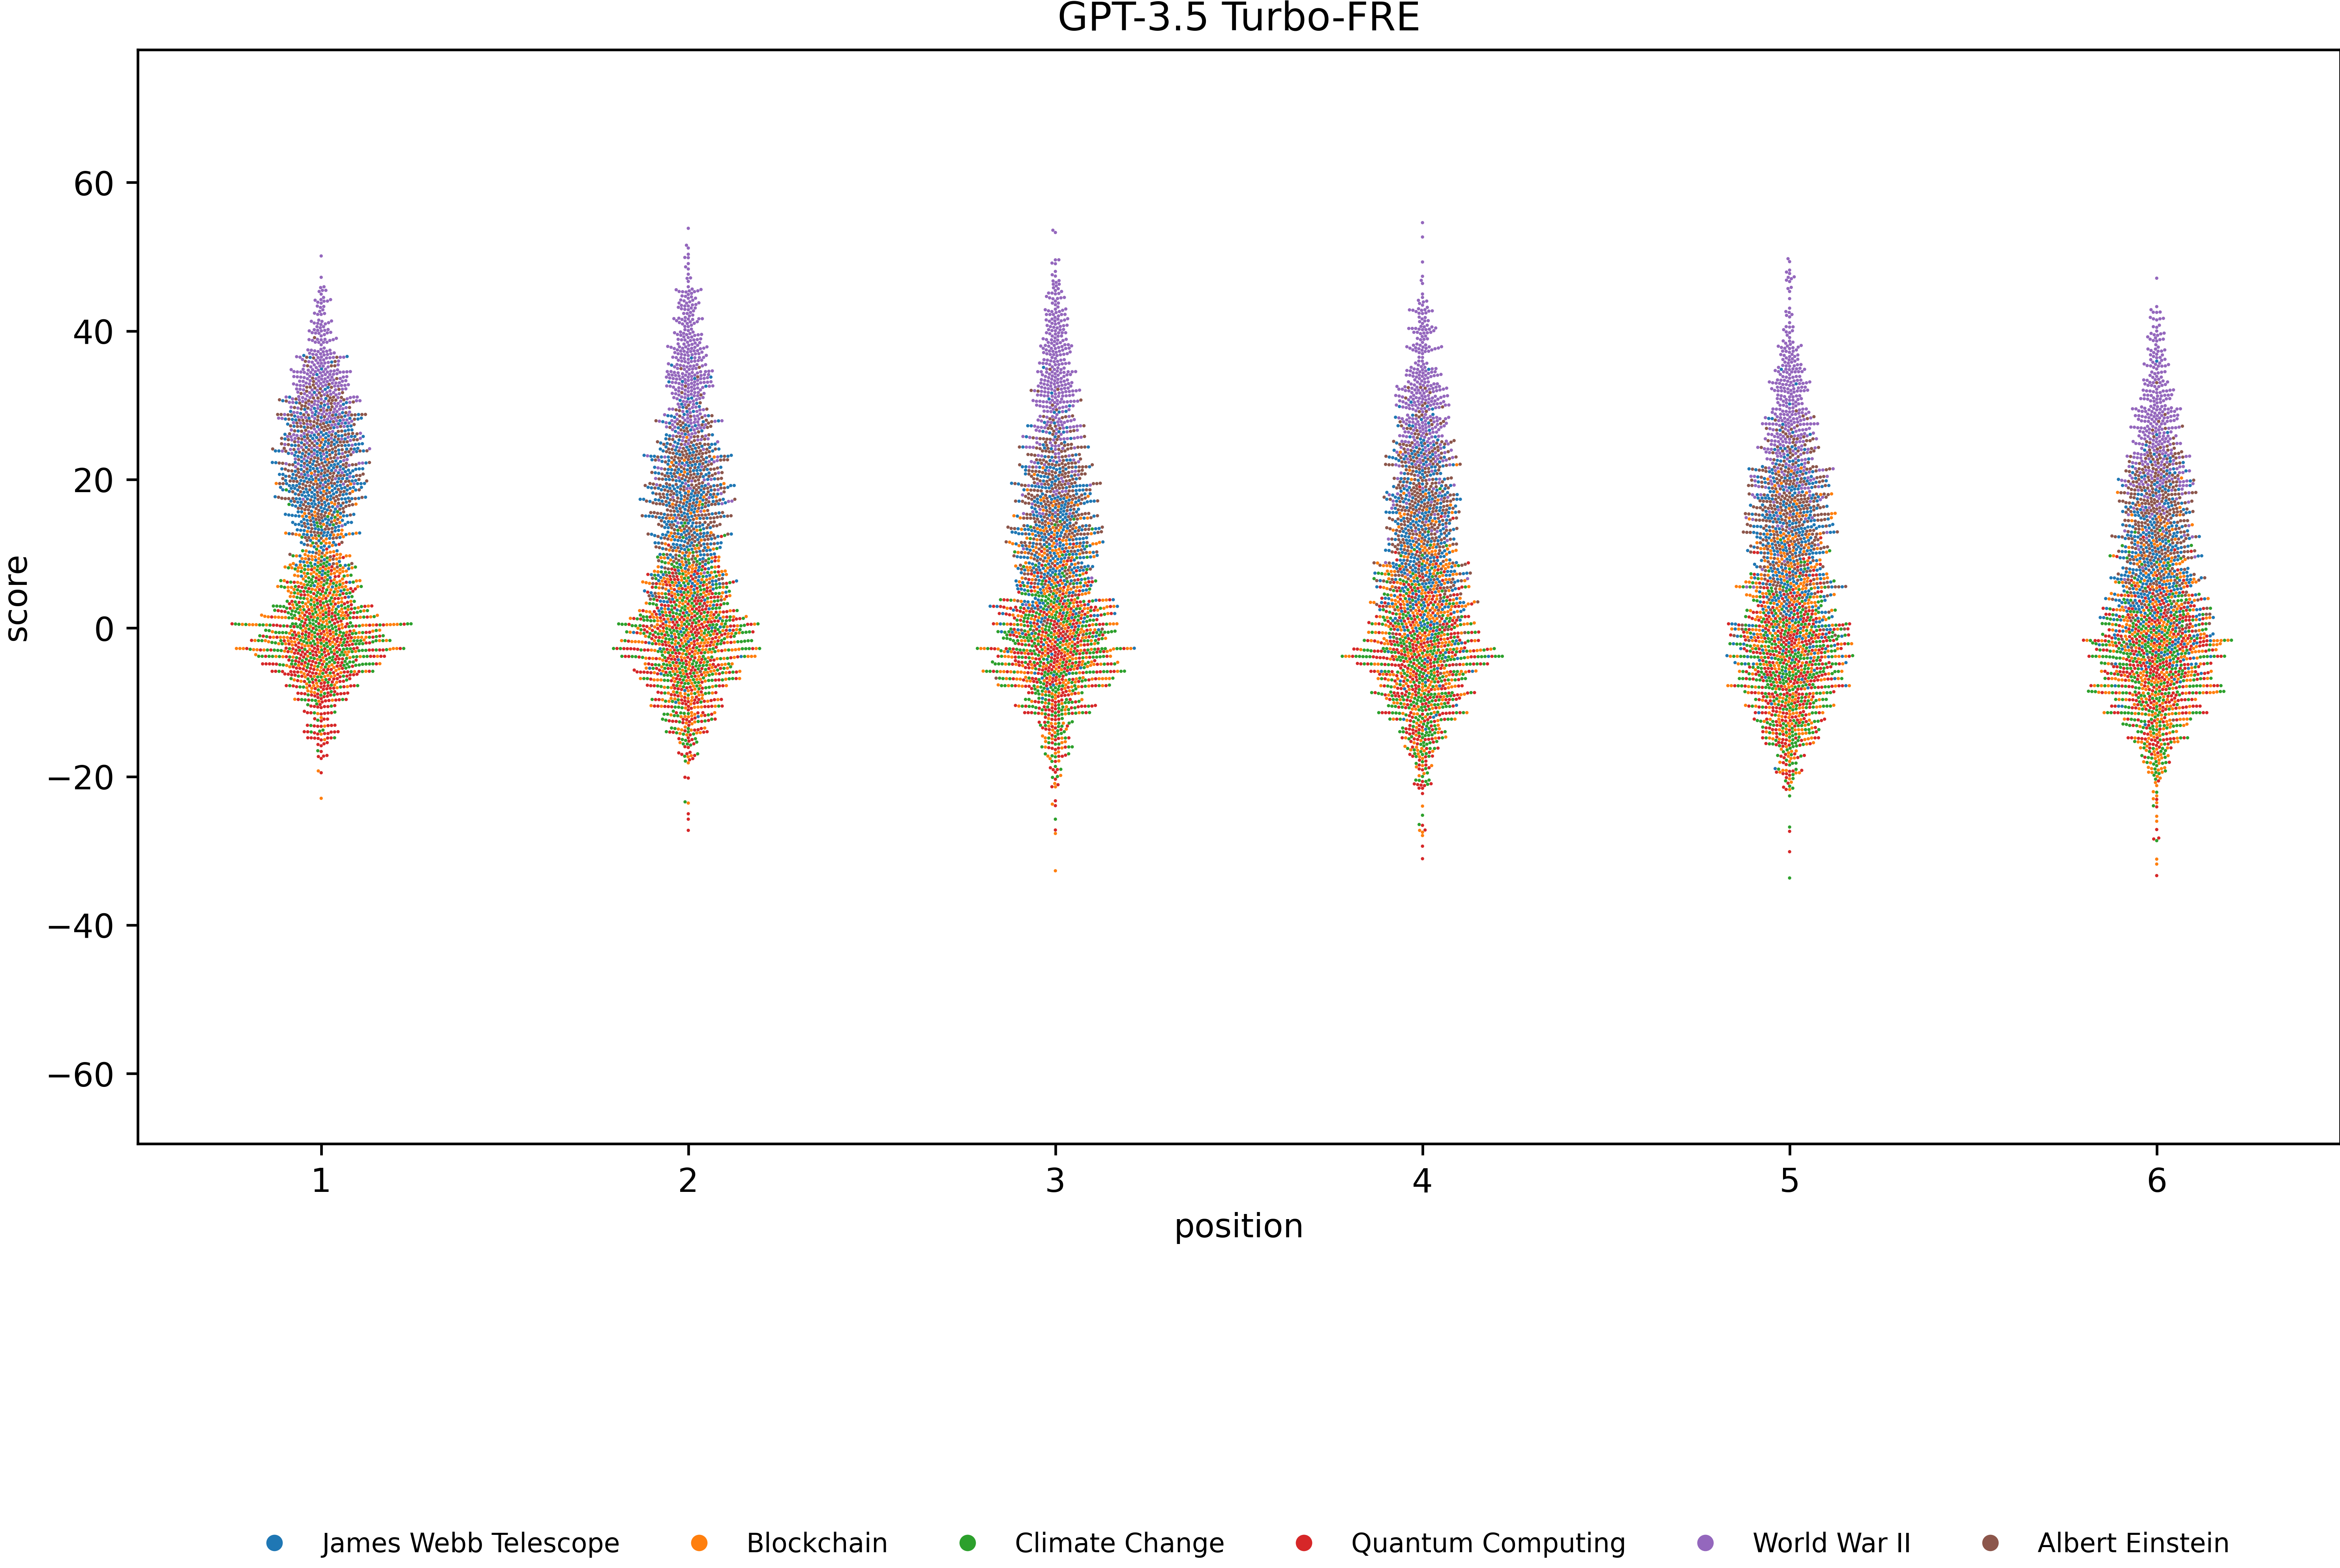 GPT-3.5 Turbo-FRE
60
40
20
0
−20
−40
−60
score
1 2 3 4 5 6
position
James Webb Telescope Blockchain Climate Change Quantum Computing World War II Albert Einstein